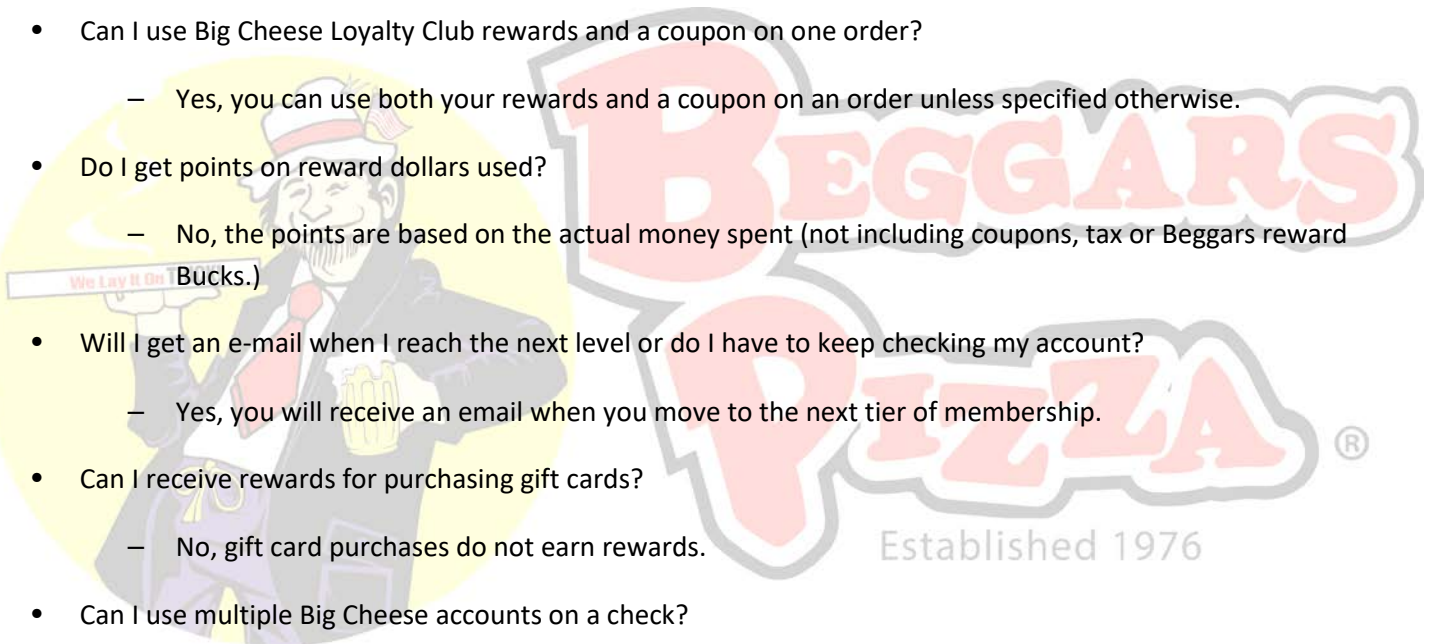 • Can I use Big Cheese Loyalty Club rewards and a coupon on one order?
– Yes, you can use both your rewards and a coupon on an order unless specified otherwise.
• Do I get points on reward dollars used?
– No, the points are based on the actual money spent (not including coupons, tax or Beggars reward
Bucks.)
We Lay It On
• Will I get an e-mail when I reach the next level or do I have to keep checking my account?
– Yes, you will receive an email when you move to the next tier of membership.
• Can I receive rewards for purchasing gift cards?
– No, gift card purchases do not earn rewards.
• Can I use multiple Big Cheese accounts on a check?
BEGGARS
PIZZA ®
Established 1976